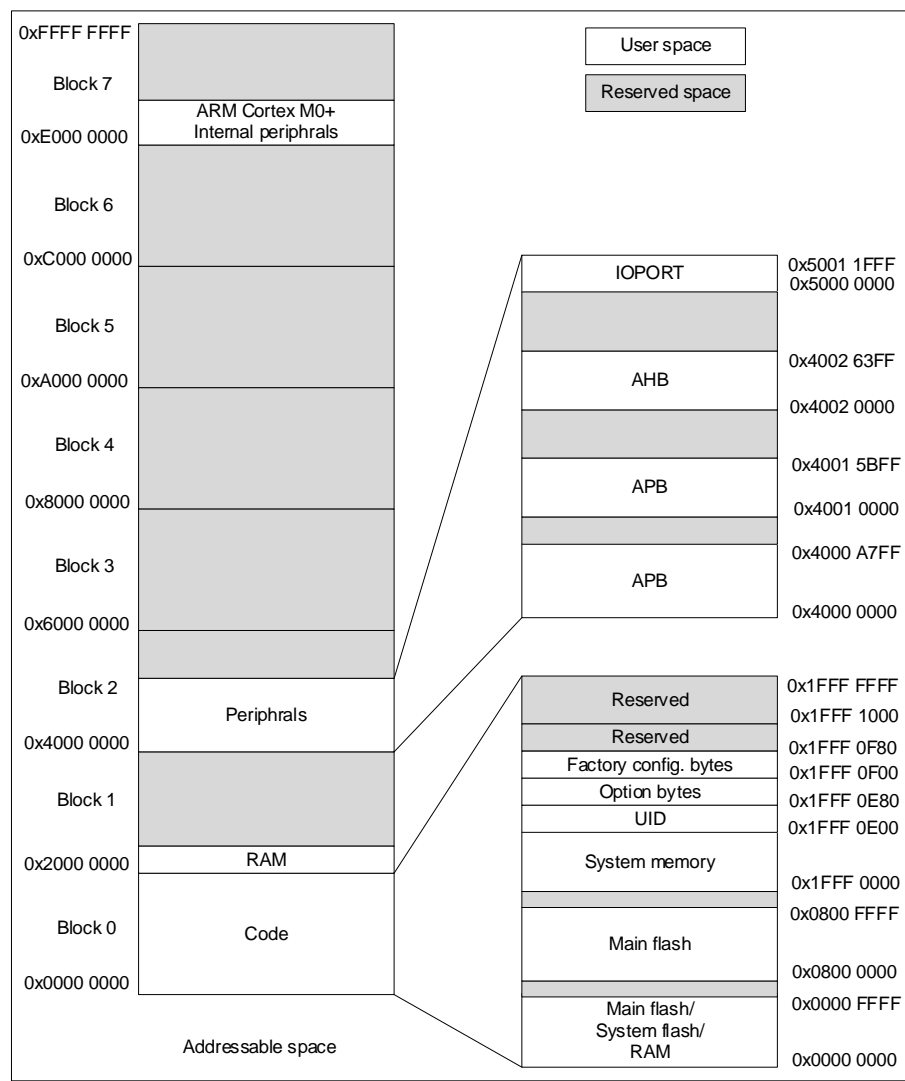 0xFFFF FFFF
Block 7
ARM Cortex M0+
Internal periphrals
0xE000 0000
Block 6
0xC000 0000
Block 5
0xA000 0000
Block 4
0x8000 0000
Block 3
0x6000 0000
Block 2
Periphrals
0x4000 0000
Block 1
0x2000 0000
RAM
Block 0
Code
0x0000 0000
Addressable space
User space
Reserved space
IOPORT
0x5001 1FFF
0x5000 0000
0x4002 63FF
AHB
0x4002 0000
0x4001 5BFF
APB
0x4001 0000
0x4000 A7FF
APB
0x4000 0000
0x1FFF FFFF
Reserved
0x1FFF 1000
Reserved
0x1FFF 0F80
Factory config. bytes
0x1FFF 0F00
Option bytes
0x1FFF 0E80
UID
0x1FFF 0E00
System memory
0x1FFF 0000
0x0800 FFFF
Main flash
0x0800 0000
0x0000 FFFF
Main flash/
System flash/
RAM
0x0000 0000